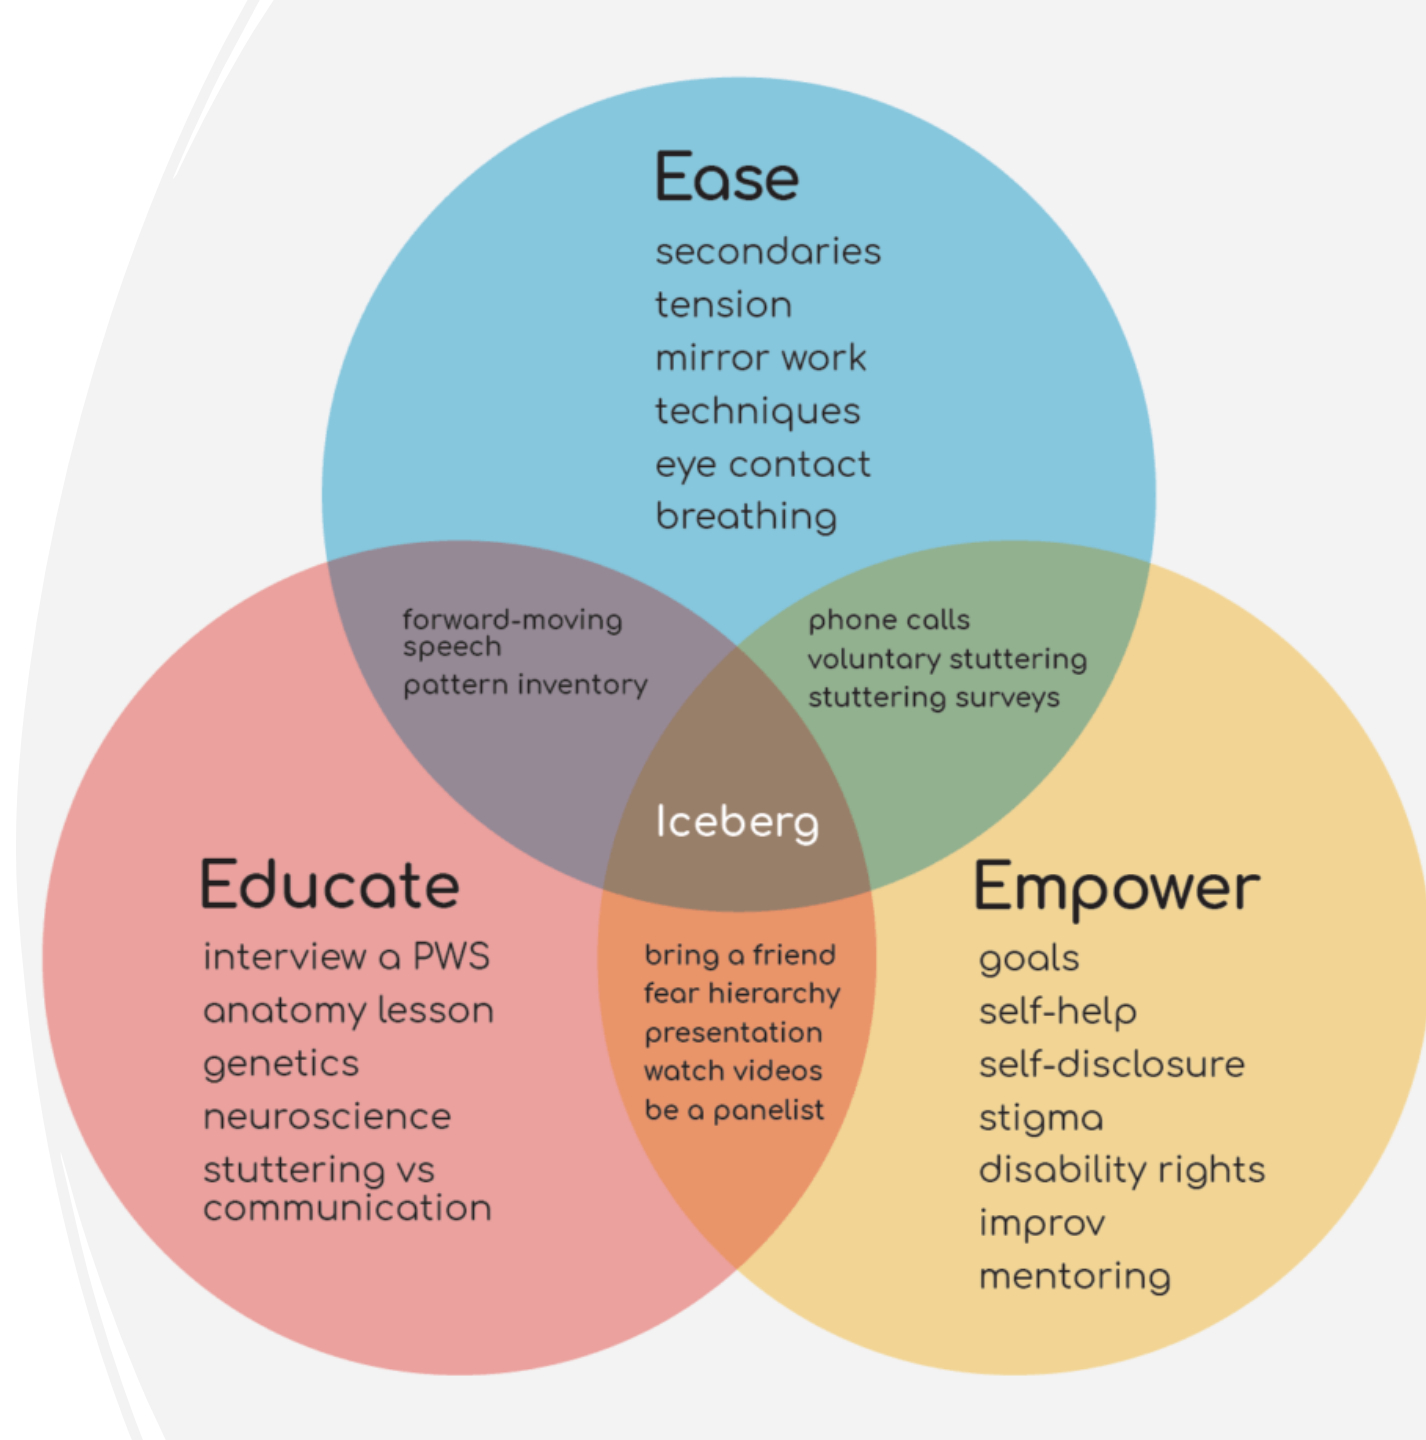 Ease
secondaries
tension
mirror work
techniques
eye contact
breathing
forward-moving
speech
pattern inventory
phone calls
voluntary stuttering
stuttering surveys
Iceberg
Educate
interview a PWS
anatomy lesson
genetics
neuroscience
stuttering vs
communication
bring a friend
fear hierarchy
presentation
watch videos
be a panelist
Empower
goals
self-help
self-disclosure
stigma
disability rights
improv
mentoring